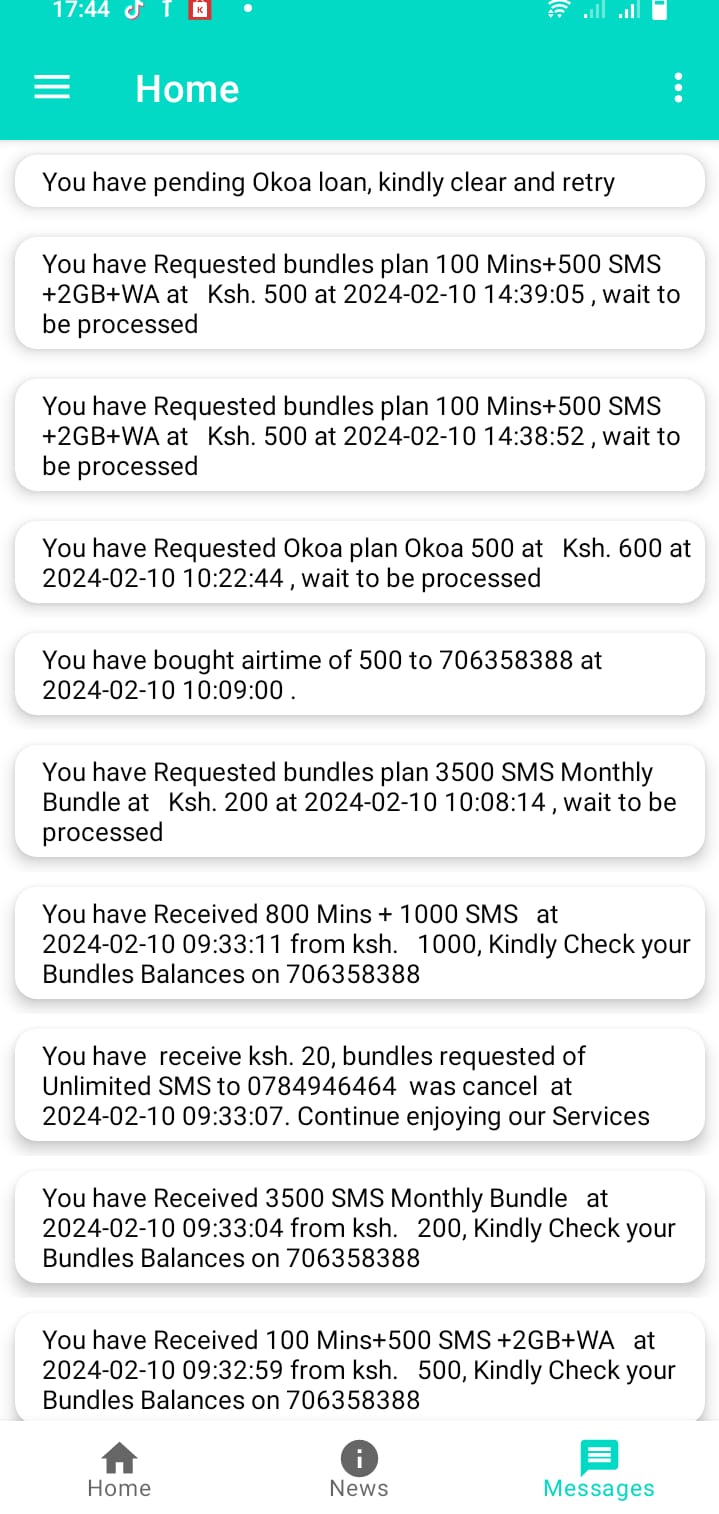 17:44
Home
You have pending Okoa loan, kindly clear and retry
You have Requested bundles plan 100 Mins+500 SMS
+2GB+WA at Ksh. 500 at 2024-02-10 14:39:05 , wait to
be processed
You have Requested bundles plan 100 Mins+500 SMS
+2GB+WA at Ksh. 500 at 2024-02-10 14:38:52 , wait to
be processed
You have Requested Okoa plan Okoa 500 at Ksh. 600 at
2024-02-10 10:22:44 , wait to be processed
You have bought airtime of 500 to 706358388 at
2024-02-10 10:09:00 .
You have Requested bundles plan 3500 SMS Monthly
Bundle at Ksh. 200 at 2024-02-10 10:08:14 , wait to be
processed
You have Received 800 Mins + 1000 SMS at
2024-02-10 09:33:11 from ksh. 1000, Kindly Check your
Bundles Balances on 706358388
You have receive ksh. 20, bundles requested of
Unlimited SMS to 0784946464 was cancel at
2024-02-10 09:33:07. Continue enjoying our Services
You have Received 3500 SMS Monthly Bundle at
2024-02-10 09:33:04 from ksh. 200, Kindly Check your
Bundles Balances on 706358388
You have Received 100 Mins+500 SMS +2GB+WA at
2024-02-10 09:32:59 from ksh. 500, Kindly Check your
Bundles Balances on 706358388
Home
News
Messages